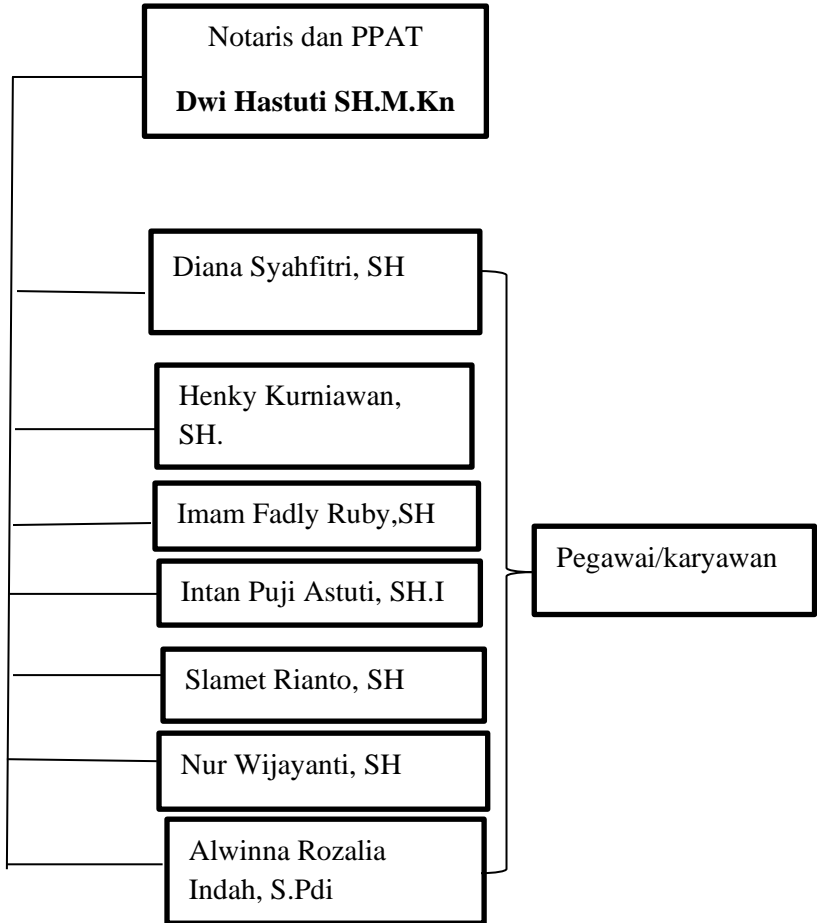 Notaris dan PPAT
Dwi Hastuti SH.M.Kn
Diana Syahfitri, SH
Henky Kurniawan,
SH.
Imam Fadly Ruby,SH
Intan Puji Astuti, SH.I
Slamet Rianto, SH
Nur Wijayanti, SH
Alwinna Rozalia
Indah, S.Pdi
Pegawai/karyawan